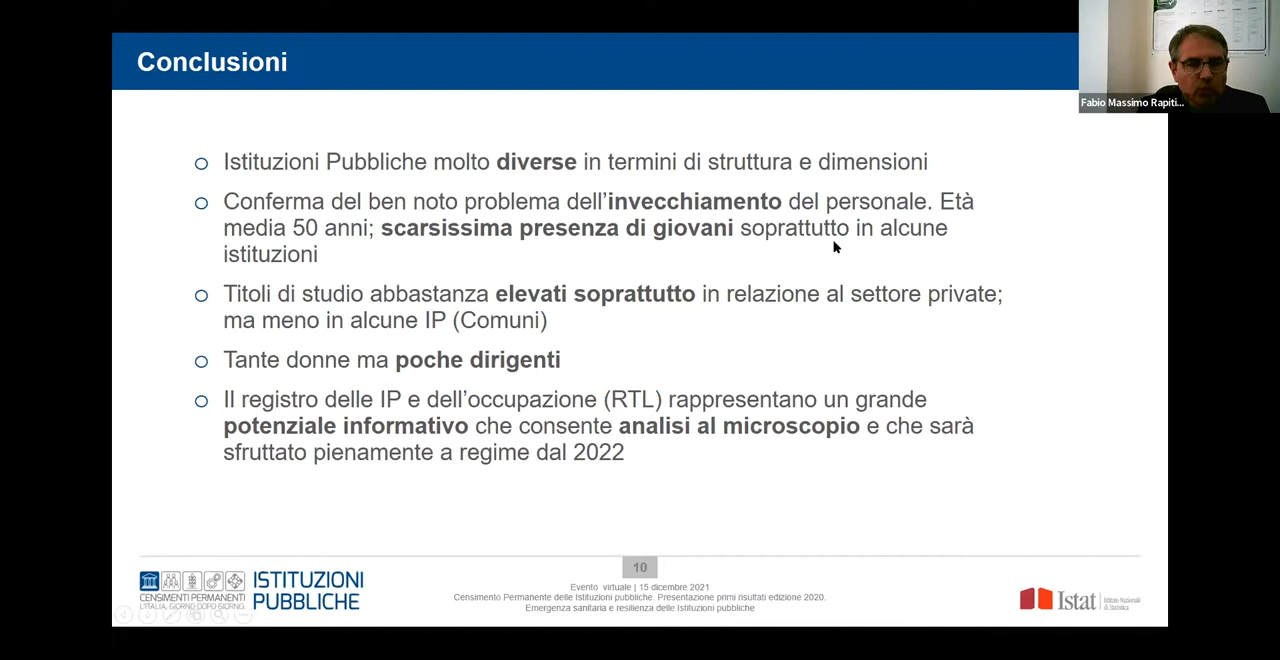 Conclusioni
Fabio Massimo Rapiti...
Istituzioni Pubbliche molto diverse in termini di struttura e dimensioni
Conferma del ben noto problema dell'invecchiamento del personale. Età
media 50 anni; scarsissima presenza di giovani soprattutto in alcune
istituzioni
Titoli di studio abbastanza elevati soprattutto in relazione al settore private;
ma meno in alcune IP (Comuni)
Tante donne ma poche dirigenti
Il registro delle IP e dell'occupazione (RTL) rappresentano un grande
potenziale informativo che consente analisi al microscopio e che sarà
sfruttato pienamente a regime dal 2022
10
CENSIMENTI PERMANENTI
L'ITALIA, GIORNO DOPO GIORNO.
ISTITUZIONI
PUBBLICHE
Evento virtuale | 15 dicembre 2021
Censimento Permanente delle Istituzioni pubbliche. Presentazione primi risultati edizione 2020.
Emergenza sanitaria e resilienza delle Istituzioni pubbliche
Istat
Istituto Nazionale
di Statistica